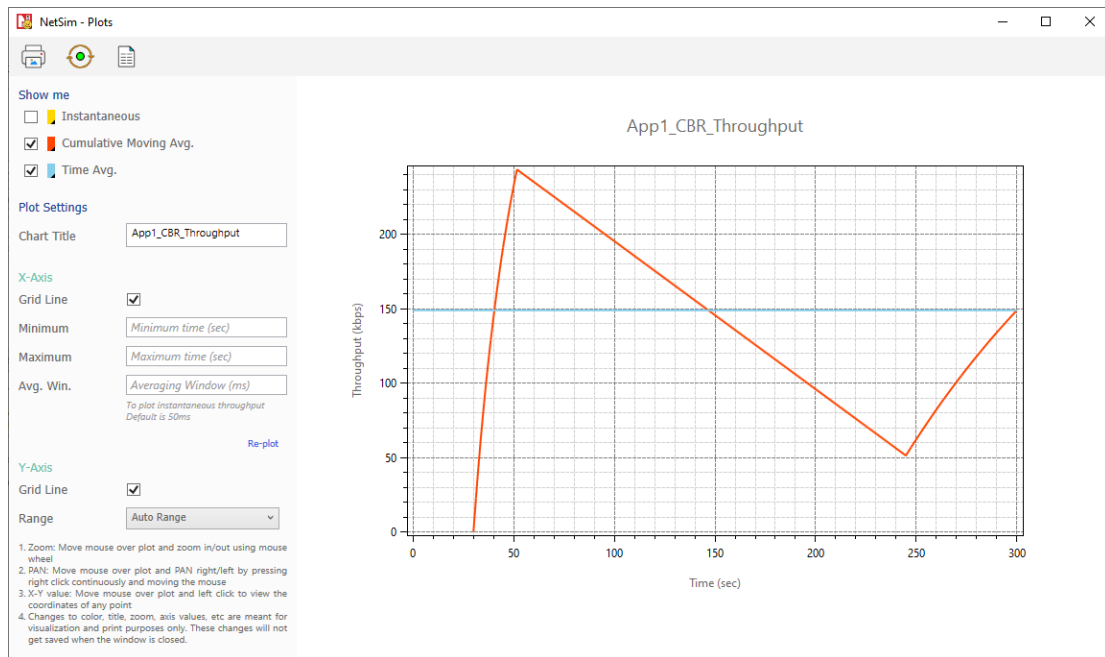 NetSim - Plots
Show me
Instantaneous
Cumulative Moving Avg.
Time Avg.
Plot Settings
Chart Title
App1_CBR_Throughput
X-Axis
Grid Line
Minimum
Minimum time (sec)
Maximum
Maximum time (sec)
Avg. Win.
Averaging Window (ms)
To plot instantaneous throughput
Default is 50ms
Re-plot
Y-Axis
Grid Line
Range
Auto Range
1. Zoom: Move mouse over plot and zoom in/out using mouse
wheel
2. PAN: Move mouse over plot and PAN right/left by pressing
right click continuously and moving the mouse
3. X-Y value: Move mouse over plot and left click to view the
coordinates of any point
4. Changes to color, title, zoom, axis values, etc are meant for
visualization and print purposes only. These changes will not
get saved when the window is closed.
App1_CBR_Throughput
Throughput (kbps)
200
150
100
50
0
0 50 100 150 200 250 300
Time (sec)